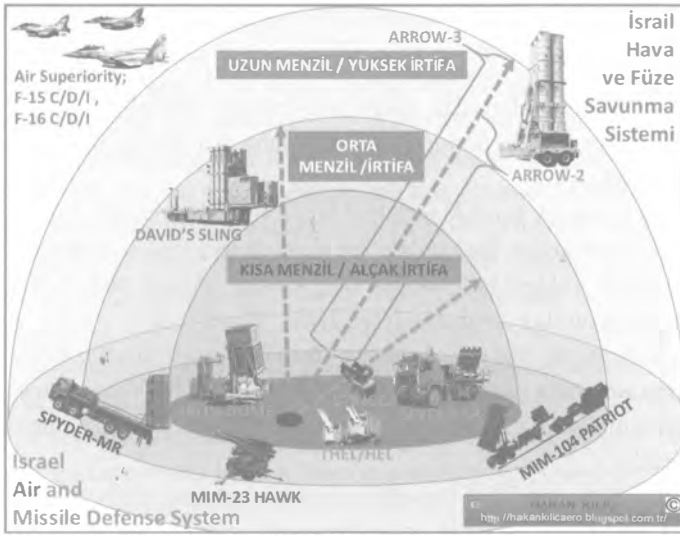 Air Superiority;
F-15 C/D/I ,
F-16 C/D/I
ARROW-3
UZUN MENZİL / YÜKSEK İRTİFA
İsrail
Hava
ve Füze
Savunma
Sistemi
ORTA
MENZİL /İRTİFA
ARROW-2
DAVID'S SLING
KISA MENZİL / ALÇAK İRTİFA
SPYDER-MR
THEL/HEL
MIM-104 PATRIOT
MIM-23 HAWK
Israel
Air and
Missile Defense System
©
http://hakankilicaero.blogspot.com.tr/